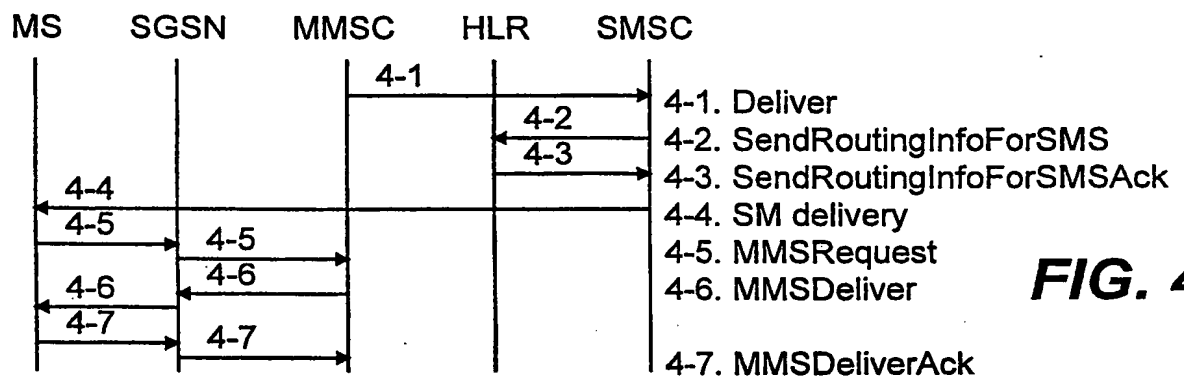 MS SGSN MMSC HLR SMSC
4-1
4-1. Deliver
4-2
4-2. SendRoutingInfoForSMS
4-3
4-3. SendRoutingInfoForSMSAck
4-4
4-4. SM delivery
4-5
4-5
4-5. MMSRequest
4-6
4-6
4-6. MMSDeliver
FIG. 4
4-7
4-7
4-7. MMSDeliverAck